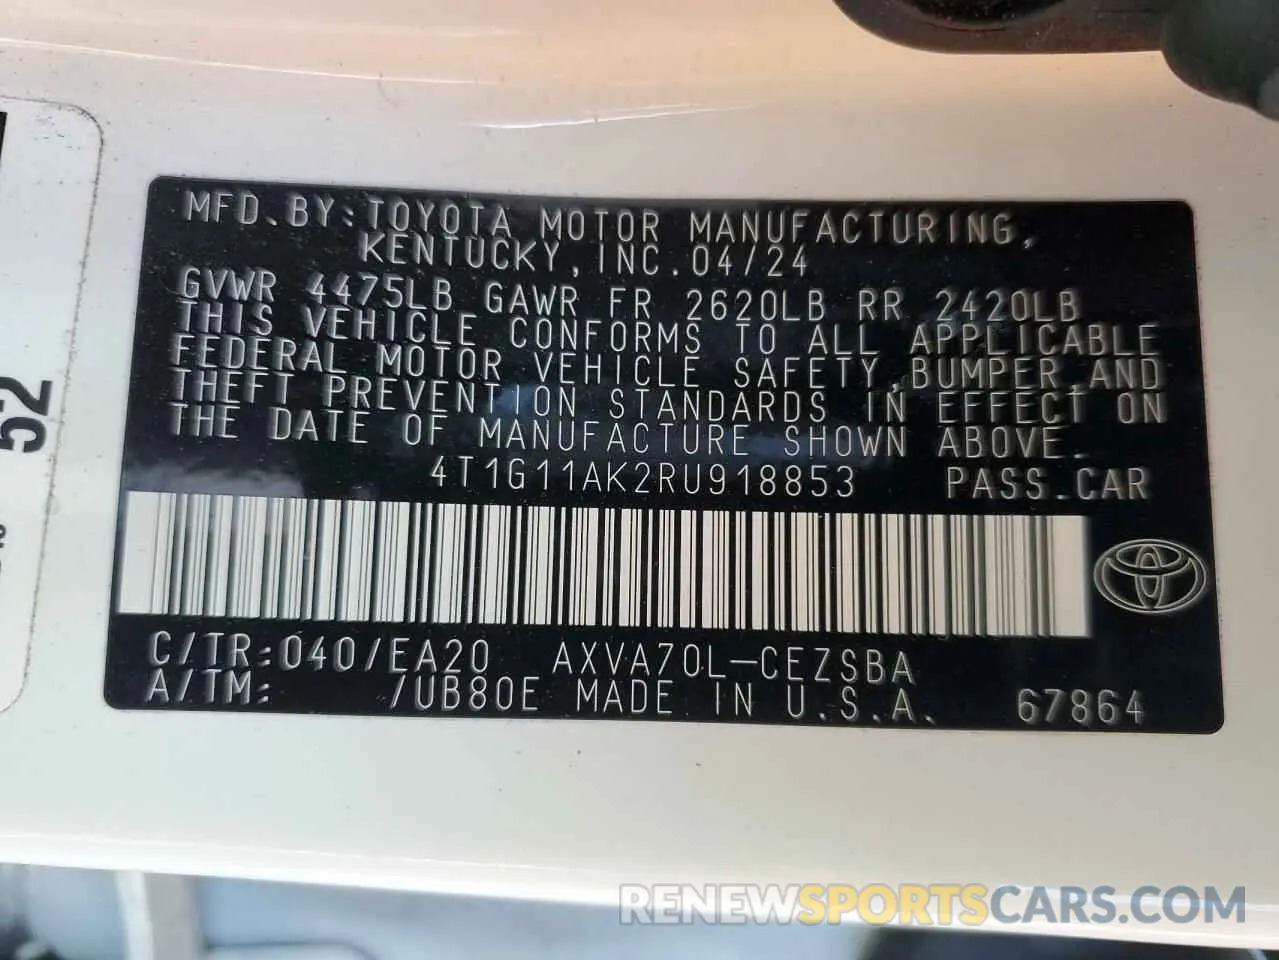 MFD.BY:TOYOTA MOTOR MANUFACTURING,
KENTUCKY,INC.04/24
GVWR 4475LB GAWR FR 2620LB RR 2420LB
THIS VEHICLE CONFORMS TO ALL APPLICABLE
FEDERAL MOTOR VEHICLE SAFETY,BUMPER,AND
THEFT PREVENTION STANDARDS IN EFFECT ON
THE DATE OF MANUFACTURE SHOWN ABOVE.
4T1G11AK2RU918853 PASS.CAR
C/TR:040/EA20 AXVA70L-CEZSBA
A/TM: /UB80E MADE IN U.S.A. 67864
52
RENEWSPORTSCARS.COM